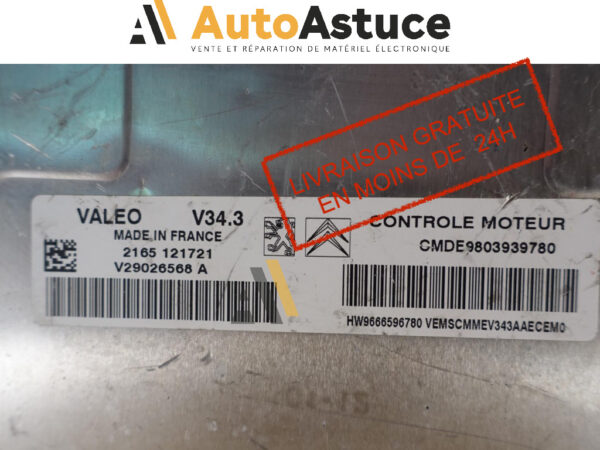 AutoAstuce
VENTE ET RÉPARATION DE MATÉRIEL ÉLECTRONIQUE
LIVRAISON GRATUITE
EN MOINS DE 24H
VALEO V34.3
MADE IN FRANCE
2165 121721
V29026568 A
CONTROLE MOTEUR
CMDE9803939780
HW9666596780 VEMSCMMEV343AAECEM0